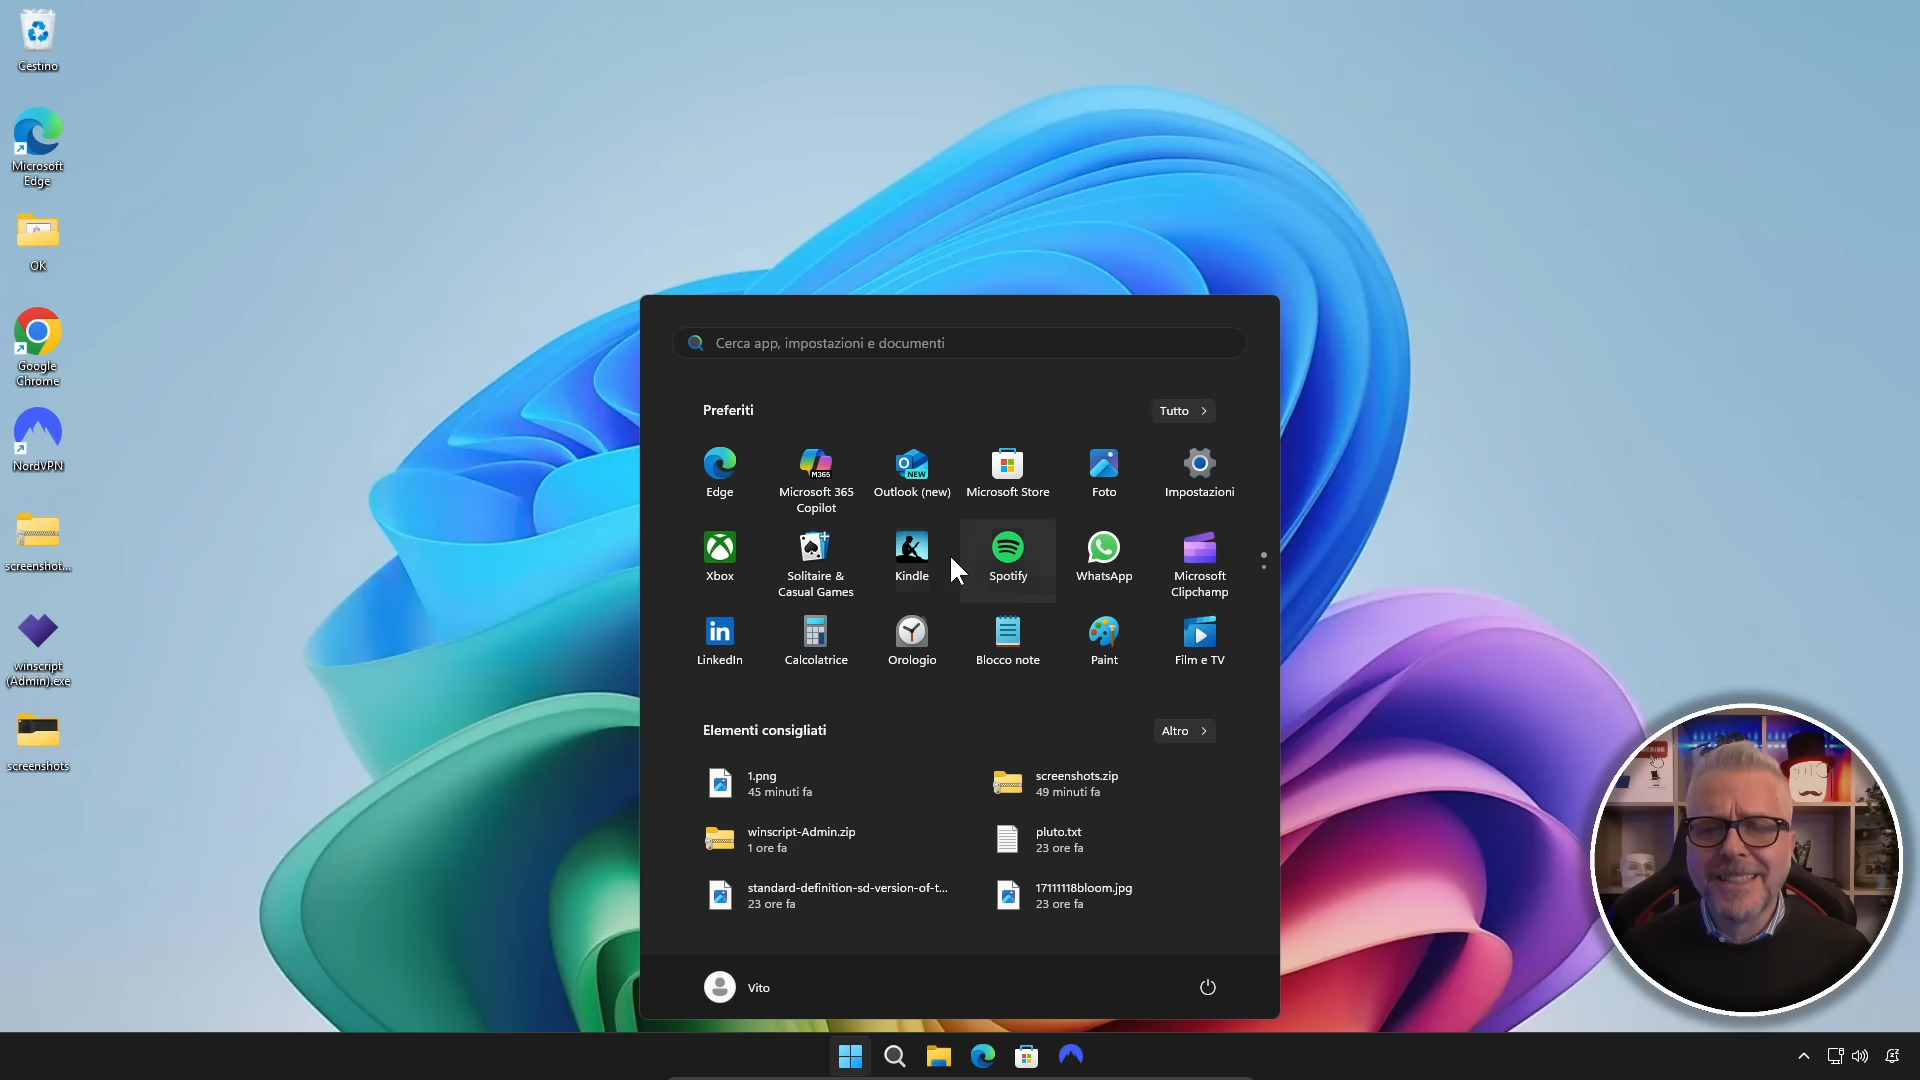 Cestino
Microsoft
Edge
OK
Google
Chrome
NordVPN
screenshot...
winscript
(Admin).exe
screenshots
Cerca app, impostazioni e documenti
Preferiti
Tutto
Edge
Microsoft 365
Copilot
M365
Outlook (new)
NEW
Microsoft Store
Foto
Impostazioni
Xbox
Solitaire &
Casual Games
Kindle
Spotify
WhatsApp
Microsoft
Clipchamp
LinkedIn
Calcolatrice
Orologio
Blocco note
Paint
Film e TV
Elementi consigliati
Altro
1.png
45 minuti fa
screenshots.zip
49 minuti fa
winscript-Admin.zip
1 ore fa
pluto.txt
23 ore fa
standard-definition-sd-version-of-t...
23 ore fa
17111118bloom.jpg
23 ore fa
Vito